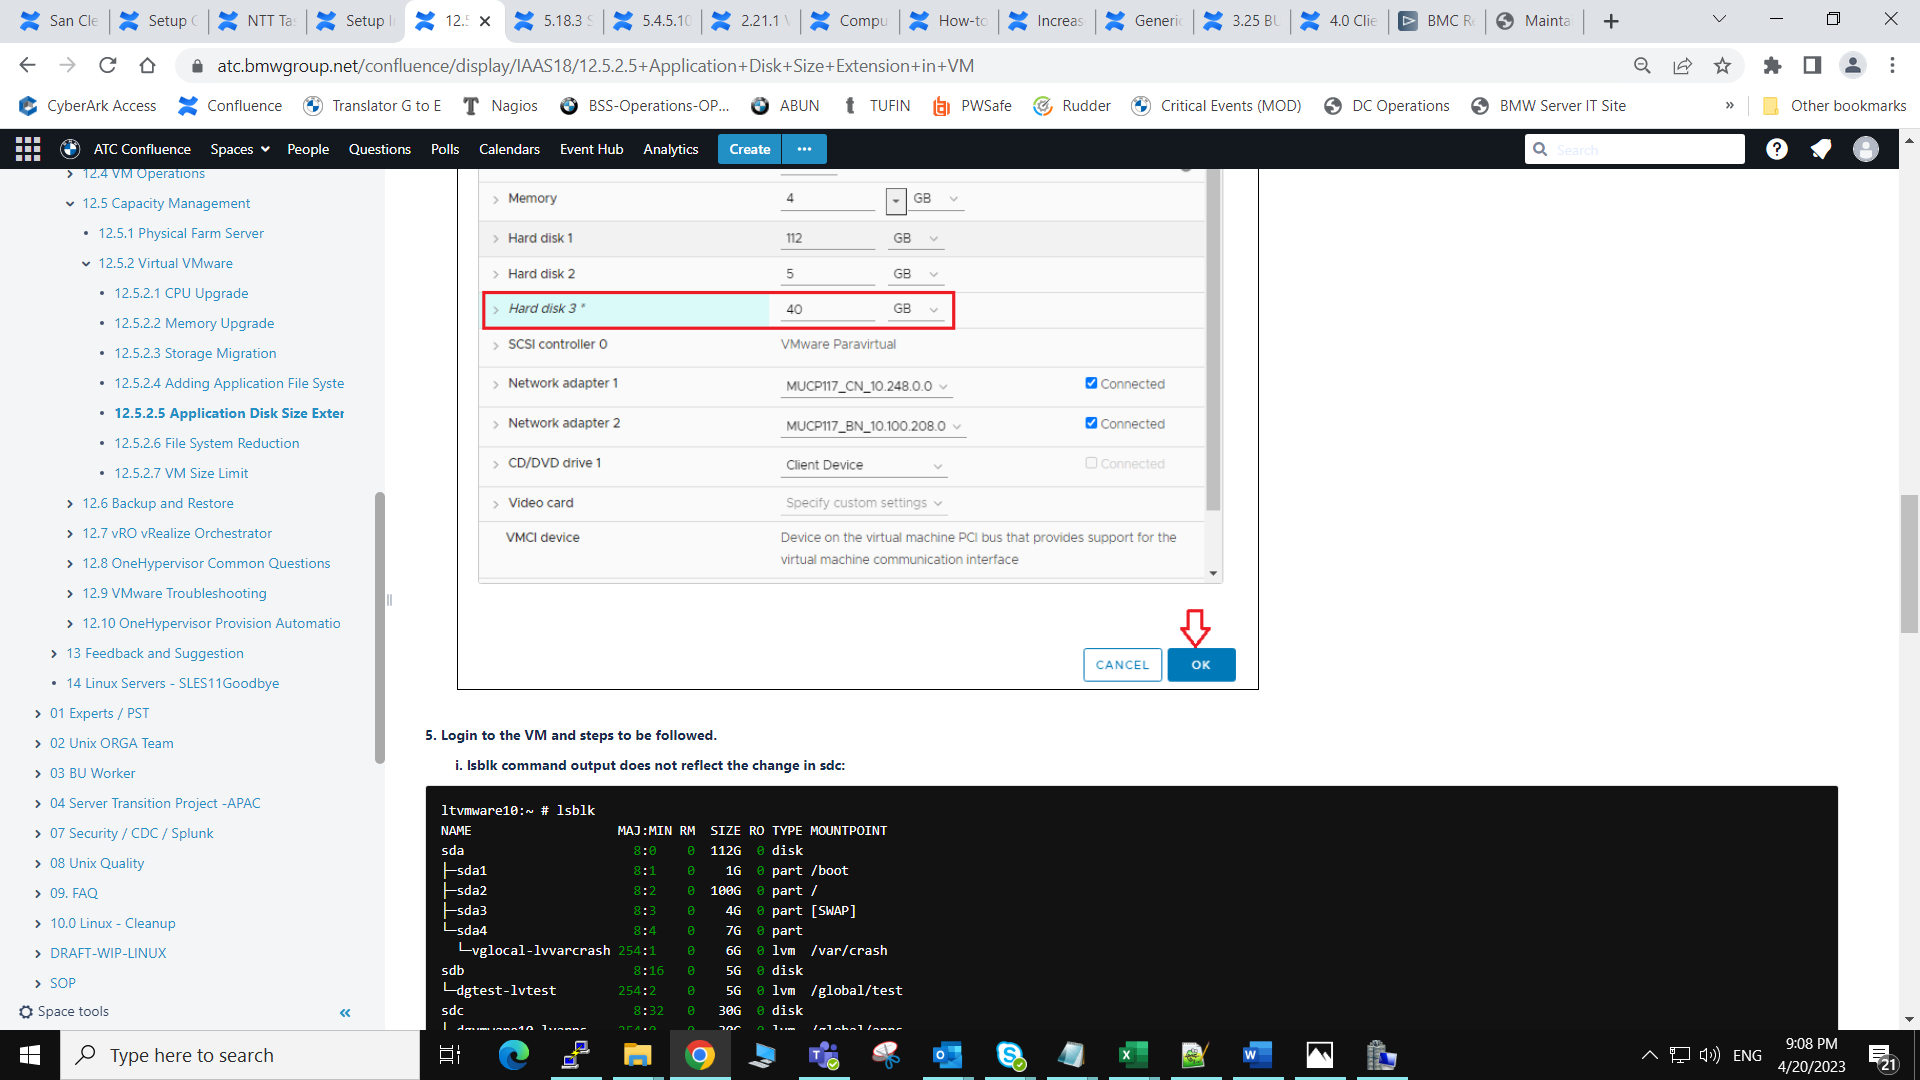 San Cle
Setup C
NTT Tas
Setup I
12.5
5.18.3 S
5.4.5.10
2.21.1 V
Compu
How-to
Increas
Generic
3.25 BU
4.0 Clie
BMC Re
Mainta
atc.bmwgroup.net/confluence/display/IAAS18/12.5.2.5+Application+Disk+Size+Extension+in+VM
CyberArk Access
Confluence
Translator G to E
Nagios
BSS-Operations-OP...
ABUN
TUFIN
PWSafe
Rudder
Critical Events (MOD)
DC Operations
BMW Server IT Site
»
Other bookmarks
ATC Confluence
Spaces
People
Questions
Polls
Calendars
Event Hub
Analytics
Create
Search
12.4 VM Operations
12.5 Capacity Management
• 12.5.1 Physical Farm Server
12.5.2 Virtual VMware
• 12.5.2.1 CPU Upgrade
• 12.5.2.2 Memory Upgrade
• 12.5.2.3 Storage Migration
• 12.5.2.4 Adding Application File Syste
• 12.5.2.5 Application Disk Size Exter
• 12.5.2.6 File System Reduction
• 12.5.2.7 VM Size Limit
12.6 Backup and Restore
12.7 vRO vRealize Orchestrator
12.8 OneHypervisor Common Questions
12.9 VMware Troubleshooting
12.10 OneHypervisor Provision Automatio
13 Feedback and Suggestion
• 14 Linux Servers - SLES11Goodbye
01 Experts / PST
02 Unix ORGA Team
03 BU Worker
04 Server Transition Project -APAC
07 Security / CDC / Splunk
08 Unix Quality
09. FAQ
10.0 Linux - Cleanup
DRAFT-WIP-LINUX
SOP
Space tools
«
Memory 4 GB
Hard disk 1 112 GB
Hard disk 2 5 GB
Hard disk 3 * 40 GB
SCSI controller 0 VMware Paravirtual
Network adapter 1 MUCP117_CN_10.248.0.0 Connected
Network adapter 2 MUCP117_BN_10.100.208.0 Connected
CD/DVD drive 1 Client Device Connected
Video card Specify custom settings
VMCI device Device on the virtual machine PCI bus that provides support for the
virtual machine communication interface
CANCEL
OK
5. Login to the VM and steps to be followed.
i. lsblk command output does not reflect the change in sdc:
ltvmware10:~ # lsblk
NAME MAJ:MIN RM SIZE RO TYPE MOUNTPOINT
sda 8:0 0 112G 0 disk
├─sda1 8:1 0 1G 0 part /boot
├─sda2 8:2 0 100G 0 part /
├─sda3 8:3 0 4G 0 part [SWAP]
└─sda4 8:4 0 7G 0 part
└─vglocal-lvvarcrash 254:1 0 6G 0 lvm /var/crash
sdb 8:16 0 5G 0 disk
└─dgtest-lvtest 254:2 0 5G 0 lvm /global/test
sdc 8:32 0 30G 0 disk
└─dgvmware10-lvapps 254:0 0 30G 0 lvm /global/apps
Type here to search
ENG
9:08 PM
4/20/2023
21